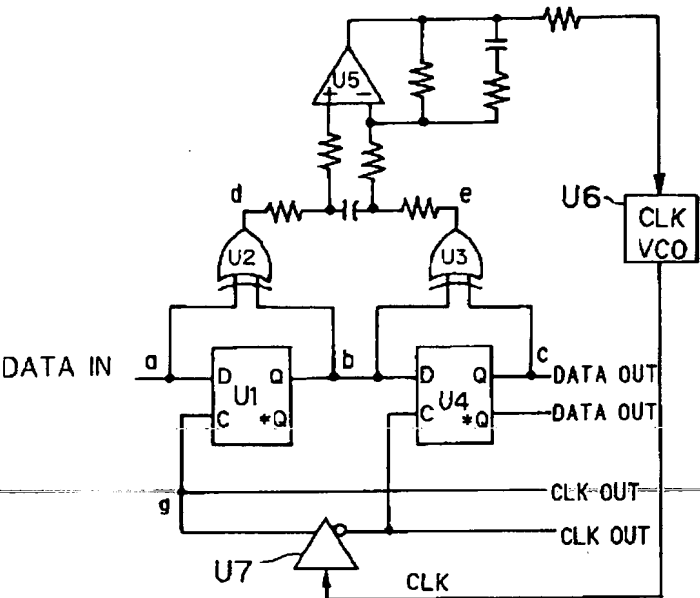 U5
+ −
d
e
U6
CLK
VCO
U2
U3
DATA IN
a
b
c
D Q
U1
C *Q
D Q
U4
C *Q
DATA OUT
DATA OUT
g
CLK OUT
CLK OUT
U7
CLK